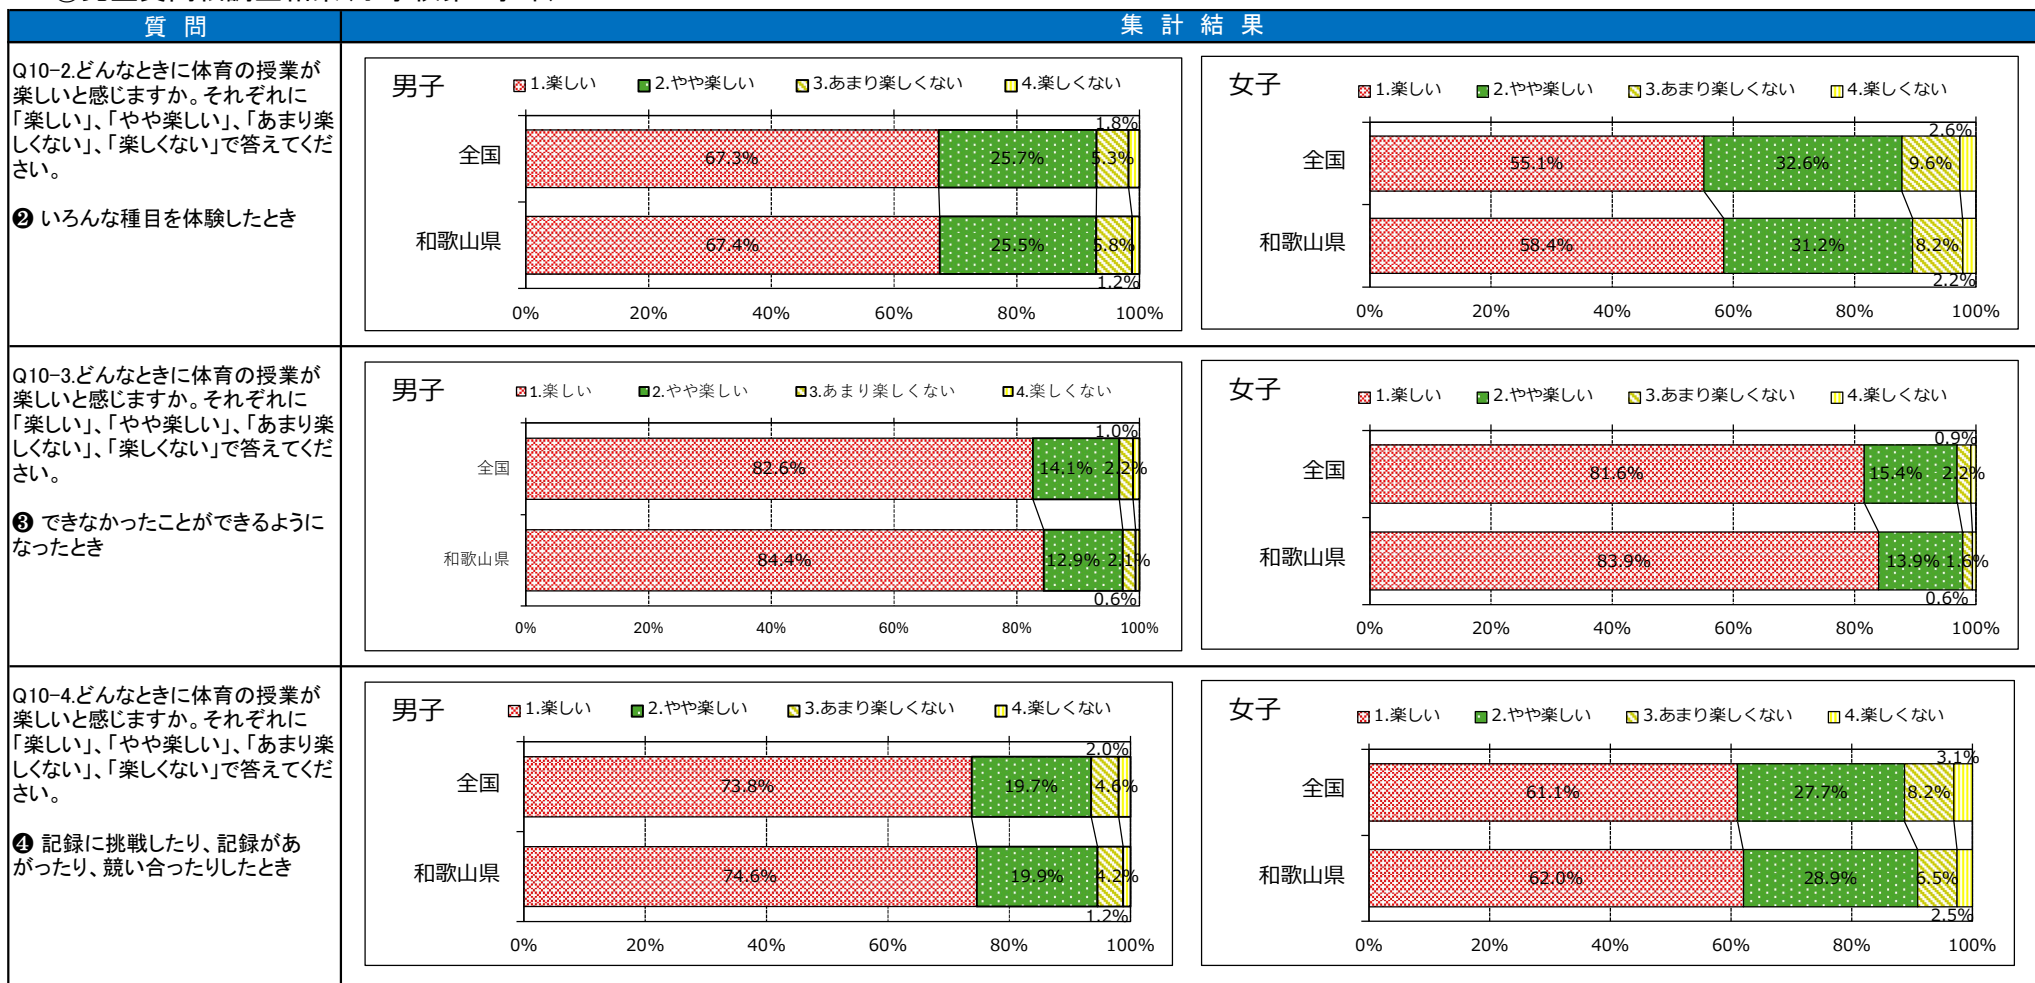 質　問
集　計　結　果
Q10-2.どんなときに体育の授業が
楽しいと感じますか。それぞれに
「楽しい」、「やや楽しい」、「あまり楽
しくない」、「楽しくない」で答えてくだ
さい。
❷ いろんな種目を体験したとき
男子
1.楽しい 2.やや楽しい 3.あまり楽しくない 4.楽しくない
1.8%
全国 67.3% 25.7% 5.3%
和歌山県 67.4% 25.5% 5.8%
1.2%
0% 20% 40% 60% 80% 100%
女子
1.楽しい 2.やや楽しい 3.あまり楽しくない 4.楽しくない
2.6%
全国 55.1% 32.6% 9.6%
和歌山県 58.4% 31.2% 8.2%
2.2%
0% 20% 40% 60% 80% 100%
Q10-3.どんなときに体育の授業が
楽しいと感じますか。それぞれに
「楽しい」、「やや楽しい」、「あまり楽
しくない」、「楽しくない」で答えてくだ
さい。
❸ できなかったことができるように
なったとき
男子
1.楽しい 2.やや楽しい 3.あまり楽しくない 4.楽しくない
1.0%
全国 82.6% 14.1% 2.2%
和歌山県 84.4% 12.9% 2.1%
0.6%
0% 20% 40% 60% 80% 100%
女子
1.楽しい 2.やや楽しい 3.あまり楽しくない 4.楽しくない
0.9%
全国 81.6% 15.4% 2.2%
和歌山県 83.9% 13.9% 1.6%
0.6%
0% 20% 40% 60% 80% 100%
Q10-4.どんなときに体育の授業が
楽しいと感じますか。それぞれに
「楽しい」、「やや楽しい」、「あまり楽
しくない」、「楽しくない」で答えてくだ
さい。
❹ 記録に挑戦したり、記録があ
がったり、競い合ったりしたとき
男子
1.楽しい 2.やや楽しい 3.あまり楽しくない 4.楽しくない
2.0%
全国 73.8% 19.7% 4.6%
和歌山県 74.6% 19.9% 4.2%
1.2%
0% 20% 40% 60% 80% 100%
女子
1.楽しい 2.やや楽しい 3.あまり楽しくない 4.楽しくない
3.1%
全国 61.1% 27.7% 8.2%
和歌山県 62.0% 28.9% 6.5%
2.5%
0% 20% 40% 60% 80% 100%